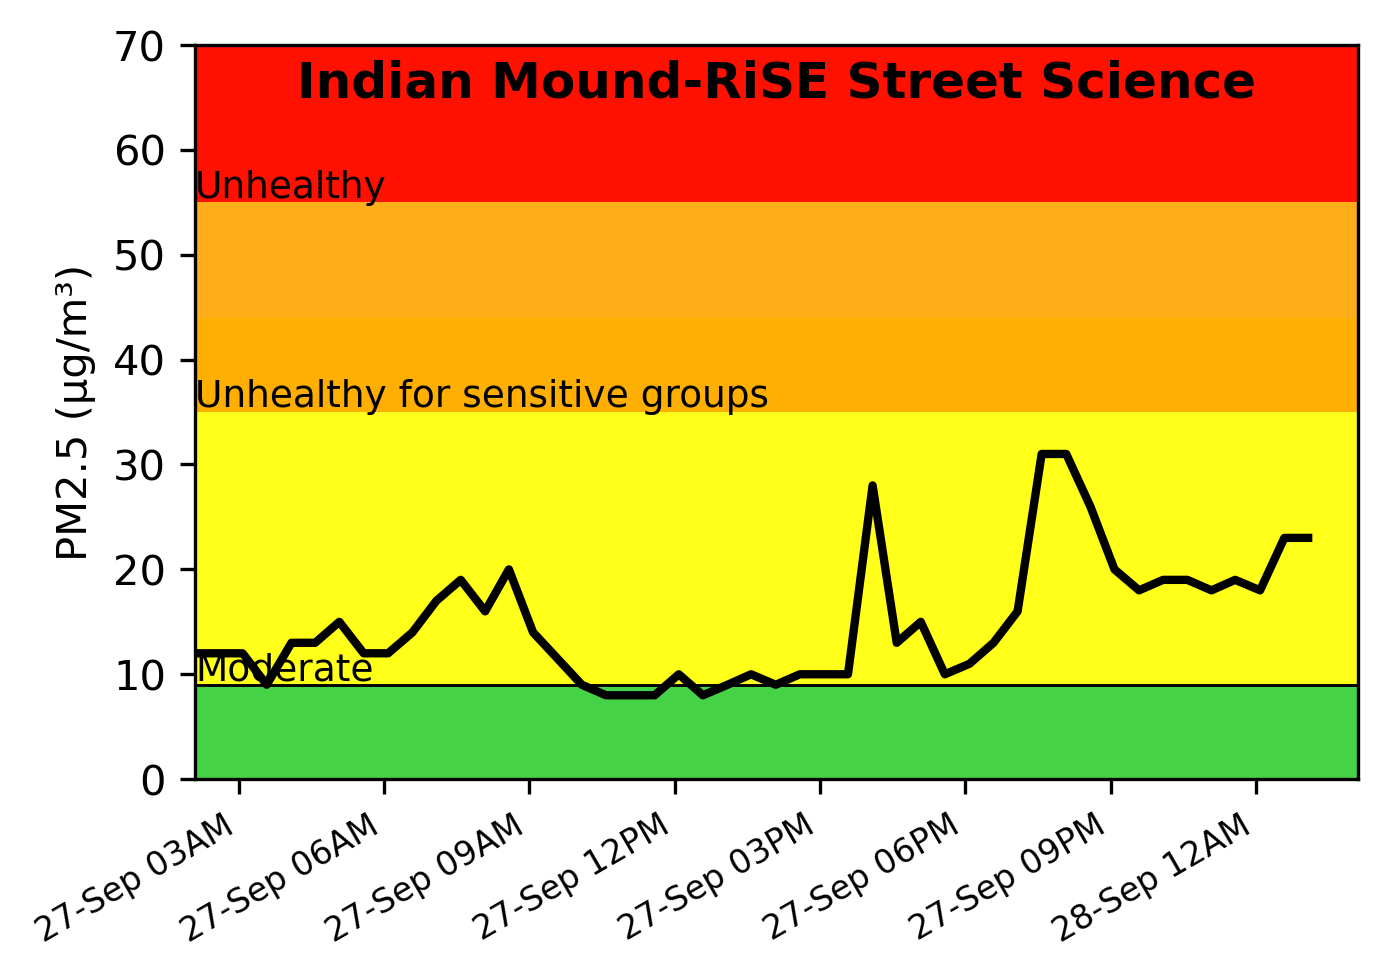 Indian Mound-RiSE Street Science
PM2.5 (µg/m³)
70
60
50
40
30
20
10
0
Unhealthy
Unhealthy for sensitive groups
Moderate
27-Sep 03AM
27-Sep 06AM
27-Sep 09AM
27-Sep 12PM
27-Sep 03PM
27-Sep 06PM
27-Sep 09PM
28-Sep 12AM